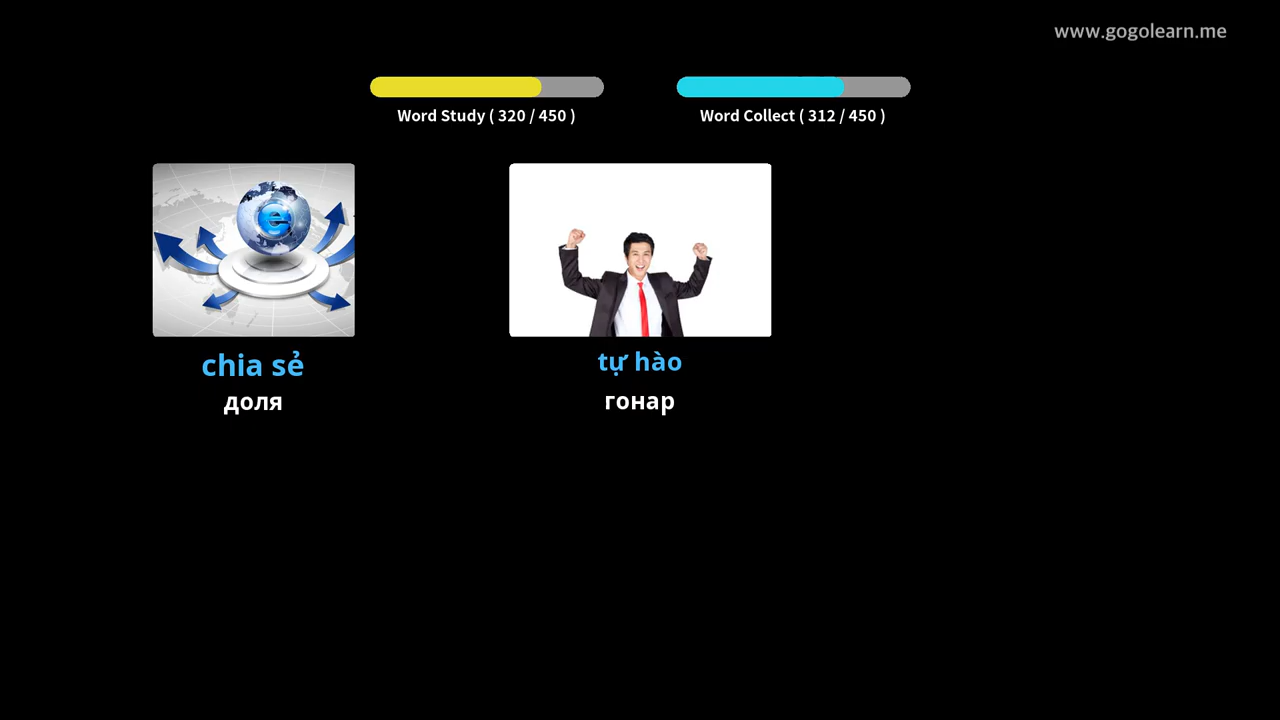 www.gogolearn.me
Word Study ( 320 / 450 )
Word Collect ( 312 / 450 )
e
chia sẻ
доля
tự hào
гонар